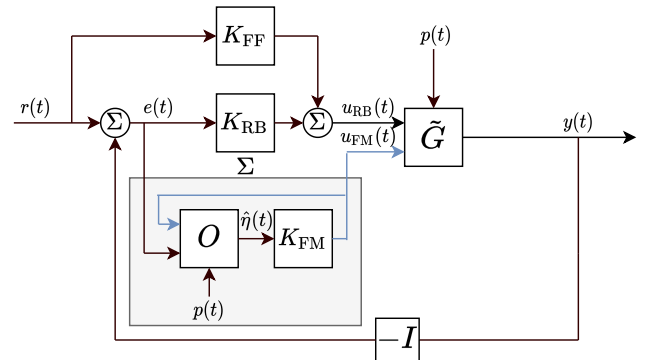 K_FF
p(t)
r(t)
Σ
e(t)
K_RB
Σ
u_RB(t)
u_FM(t)
G̃
y(t)
Σ
O
η̂(t)
K_FM
p(t)
−I